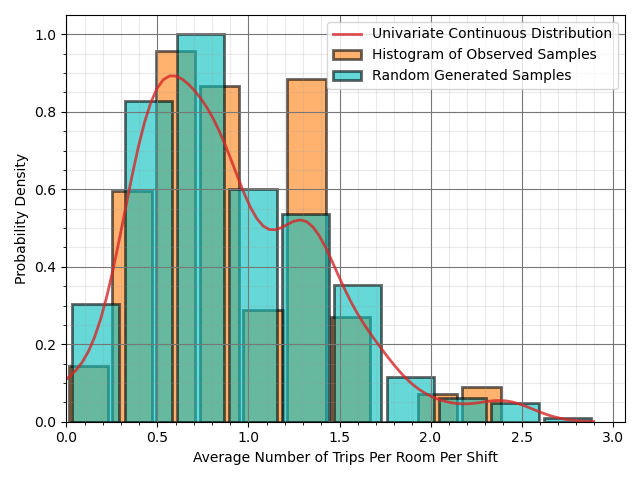 Univariate Continuous Distribution
Histogram of Observed Samples
Random Generated Samples
Probability Density
1.0
0.8
0.6
0.4
0.2
0.0
0.0 0.5 1.0 1.5 2.0 2.5 3.0
Average Number of Trips Per Room Per Shift